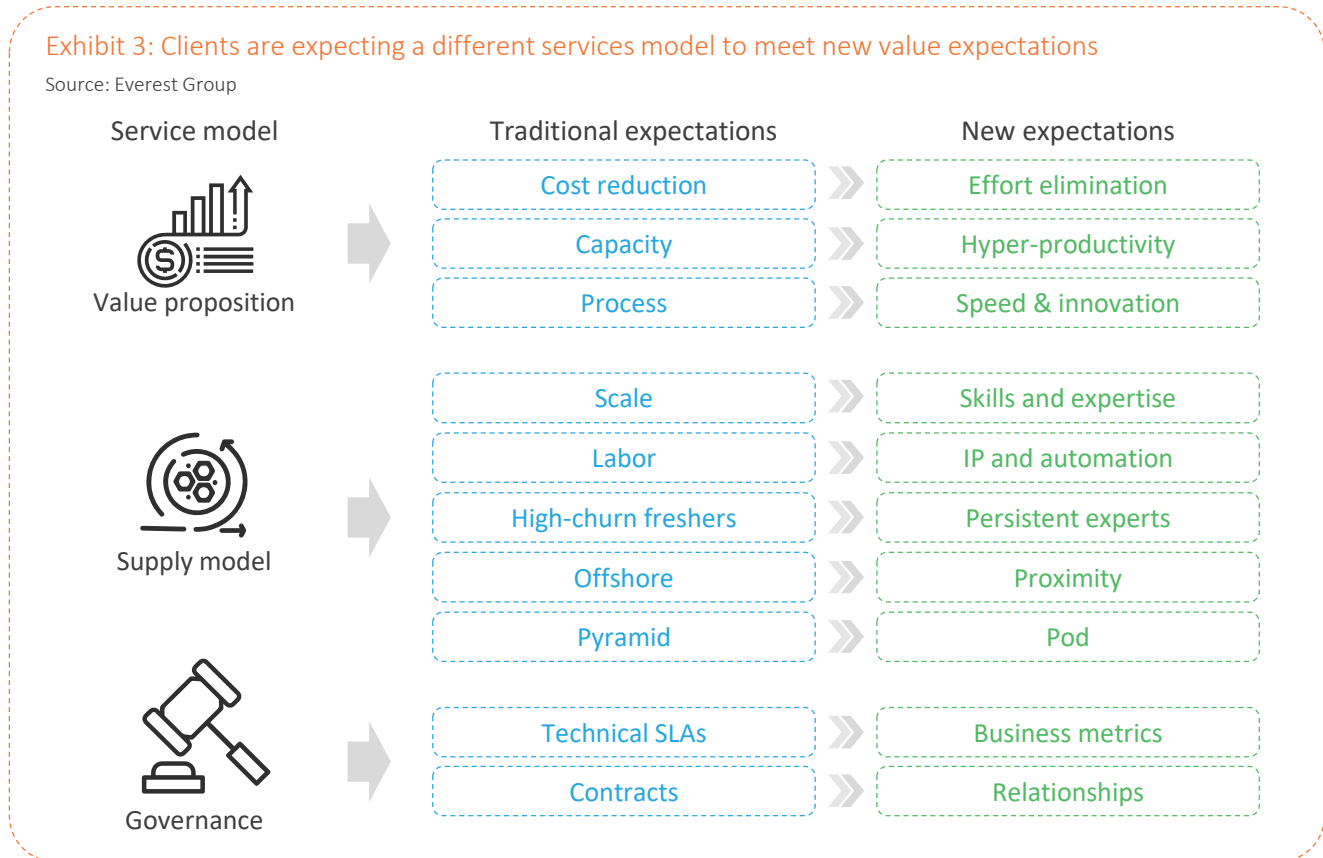 Exhibit 3: Clients are expecting a different services model to meet new value expectations
Source: Everest Group
Service model
Traditional expectations
New expectations
$
Value proposition
Cost reduction
Effort elimination
Capacity
Hyper-productivity
Process
Speed & innovation
Supply model
Scale
Skills and expertise
Labor
IP and automation
High-churn freshers
Persistent experts
Offshore
Proximity
Pyramid
Pod
Governance
Technical SLAs
Business metrics
Contracts
Relationships